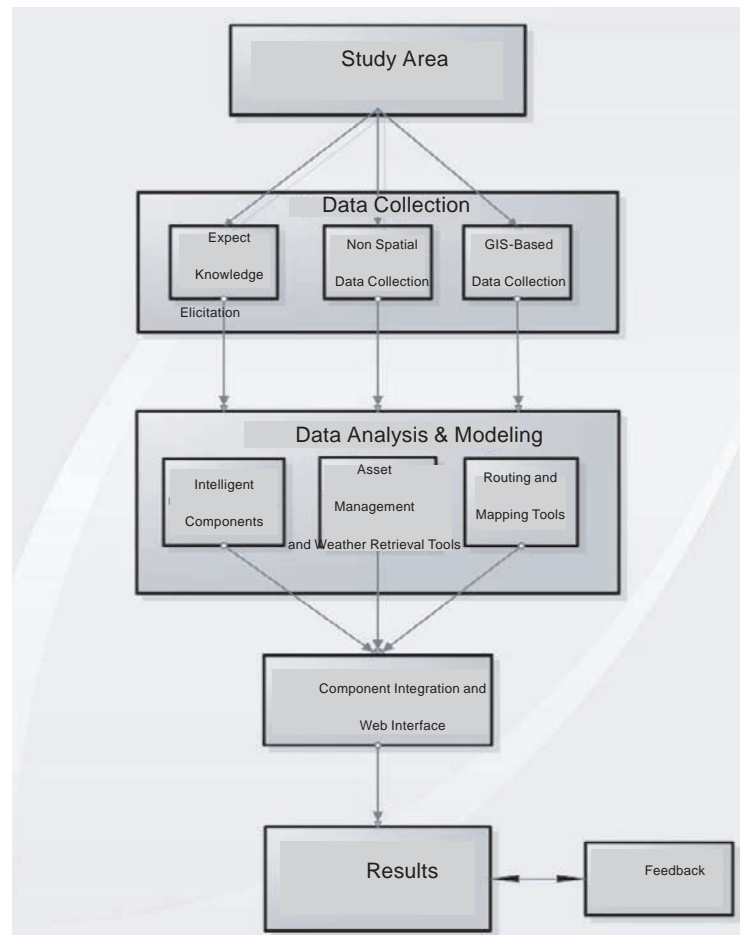 Study Area
Data Collection
Expect
Knowledge
Elicitation
Non Spatial
Data Collection
GIS-Based
Data Collection
Data Analysis & Modeling
Intelligent
Components
Asset
Management
and Weather Retrieval Tools
Routing and
Mapping Tools
Component Integration and
Web Interface
Results
Feedback